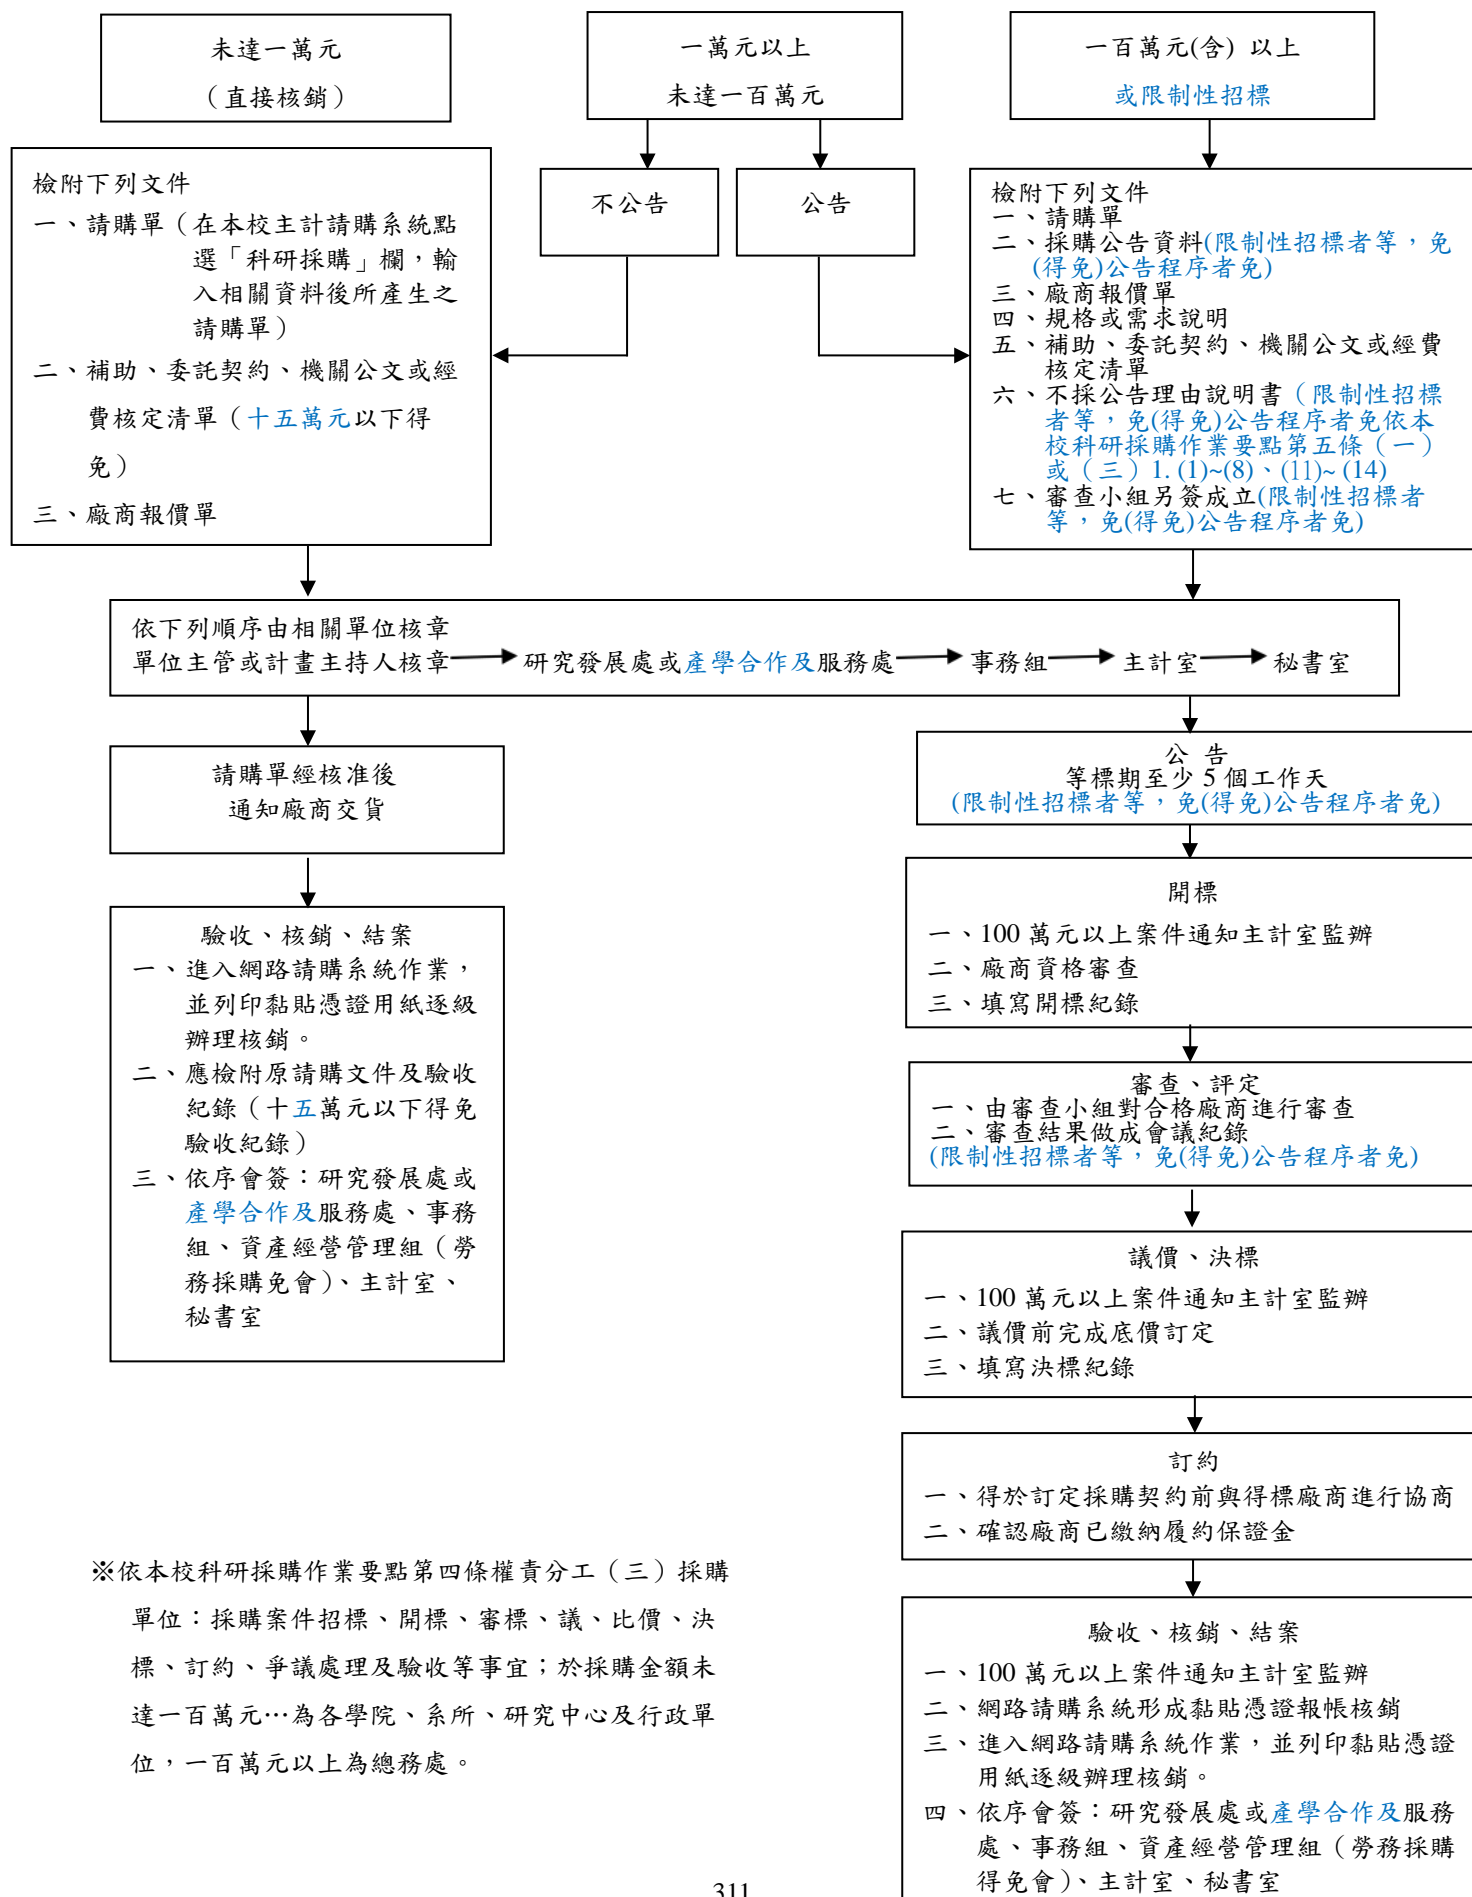 未達一萬元
（直接核銷）
一萬元以上
未達一百萬元
一百萬元(含) 以上
或限制性招標
不公告
公告
檢附下列文件
一、請購單（在本校主計請購系統點
選「科研採購」欄，輸
入相關資料後所產生之
請購單）
二、補助、委託契約、機關公文或經
費核定清單（十五萬元以下得
免）
三、廠商報價單
檢附下列文件
一、請購單
二、採購公告資料(限制性招標者等，免
(得免)公告程序者免)
三、廠商報價單
四、規格或需求說明
五、補助、委託契約、機關公文或經費
核定清單
六、不採公告理由說明書（限制性招標
者等，免(得免)公告程序者免依本
校科研採購作業要點第五條（一）
或（三）1. (1)~(8)、(11)~ (14)
七、審查小組另簽成立(限制性招標者
等，免(得免)公告程序者免)
依下列順序由相關單位核章
單位主管或計畫主持人核章 研究發展處或產學合作及服務處 事務組 主計室 秘書室
請購單經核准後
通知廠商交貨
驗收、核銷、結案
一、進入網路請購系統作業，
並列印黏貼憑證用紙逐級
辦理核銷。
二、應檢附原請購文件及驗收
紀錄（十五萬元以下得免
驗收紀錄）
三、依序會簽：研究發展處或
產學合作及服務處、事務
組、資產經營管理組（勞
務採購免會）、主計室、
秘書室
公 告
等標期至少 5 個工作天
(限制性招標者等，免(得免)公告程序者免)
開標
一、100 萬元以上案件通知主計室監辦
二、廠商資格審查
三、填寫開標紀錄
審查、評定
一、由審查小組對合格廠商進行審查
二、審查結果做成會議紀錄
(限制性招標者等，免(得免)公告程序者免)
議價、決標
一、100 萬元以上案件通知主計室監辦
二、議價前完成底價訂定
三、填寫決標紀錄
訂約
一、得於訂定採購契約前與得標廠商進行協商
二、確認廠商已繳納履約保證金
驗收、核銷、結案
一、100 萬元以上案件通知主計室監辦
二、網路請購系統形成黏貼憑證報帳核銷
三、進入網路請購系統作業，並列印黏貼憑證
用紙逐級辦理核銷。
四、依序會簽：研究發展處或產學合作及服務
處、事務組、資產經營管理組（勞務採購
得免會）、主計室、秘書室
※依本校科研採購作業要點第四條權責分工（三）採購
單位：採購案件招標、開標、審標、議、比價、決
標、訂約、爭議處理及驗收等事宜；於採購金額未
達一百萬元…為各學院、系所、研究中心及行政單
位，一百萬元以上為總務處。
311